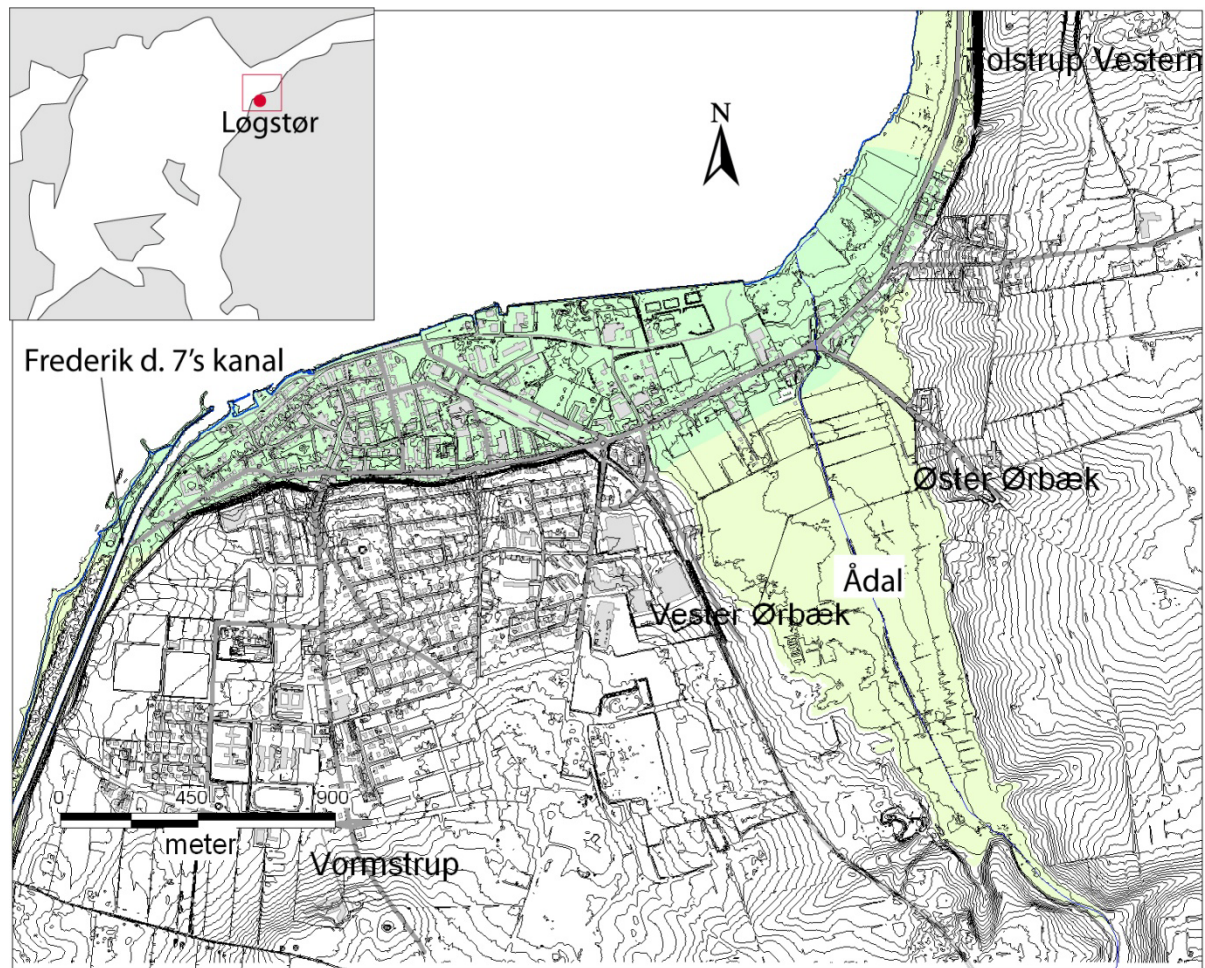 Tolstrup Vestern
Løgstør
N
Frederik d. 7's kanal
Øster Ørbæk
Ådal
Vester Ørbæk
0 450 900
meter
Vormstrup